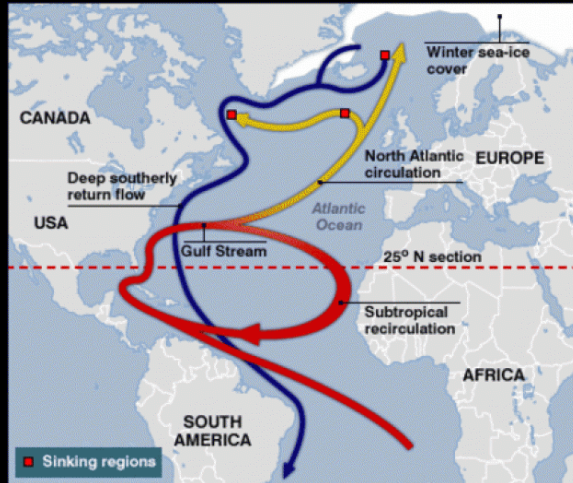 Winter sea-ice
cover
CANADA
North Atlantic
circulation
EUROPE
Deep southerly
return flow
Atlantic
Ocean
USA
Gulf Stream
25° N section
Subtropical
recirculation
AFRICA
SOUTH
AMERICA
Sinking regions